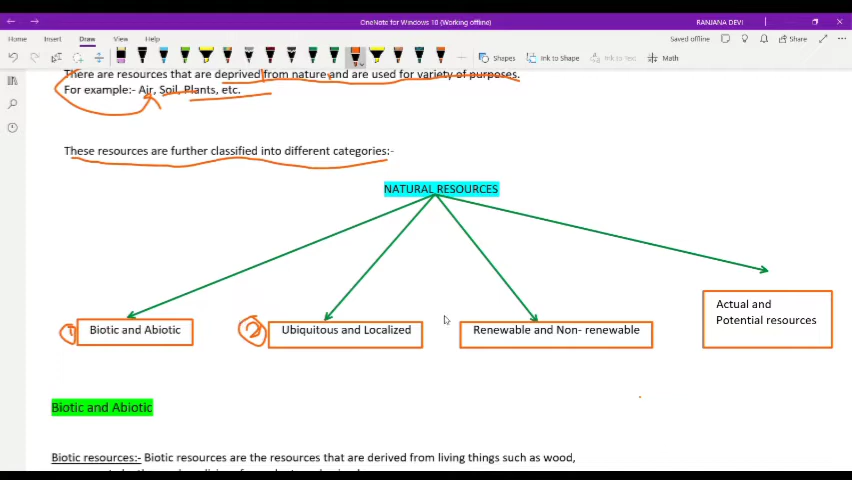 OneNote for Windows 10 (Working offline)
RANJANA DEVI
Home Insert Draw View Help
Saved offline
Share
Shapes
Ink to Shape
Ink to Text
Math
There are resources that are deprived from nature and are used for variety of purposes.
For example:- Air, Soil, Plants, etc.
These resources are further classified into different categories:-
NATURAL RESOURCES
Actual and
Potential resources
1 Biotic and Abiotic
2 Ubiquitous and Localized
Renewable and Non- renewable
Biotic and Abiotic
Biotic resources:- Biotic resources are the resources that are derived from living things such as wood,